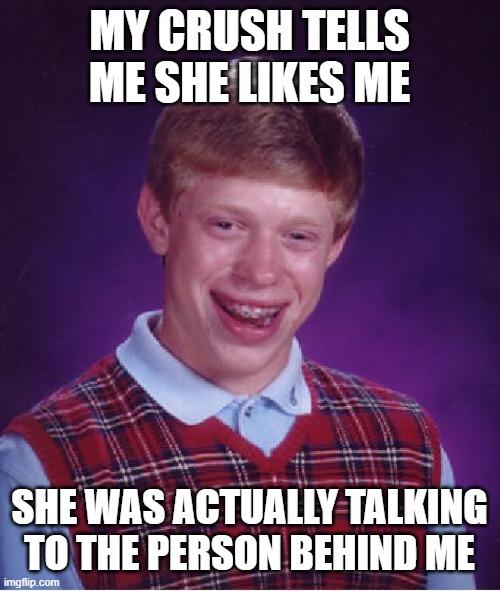 MY CRUSH TELLS
ME SHE LIKES ME
SHE WAS ACTUALLY TALKING
TO THE PERSON BEHIND ME
imgflip.com